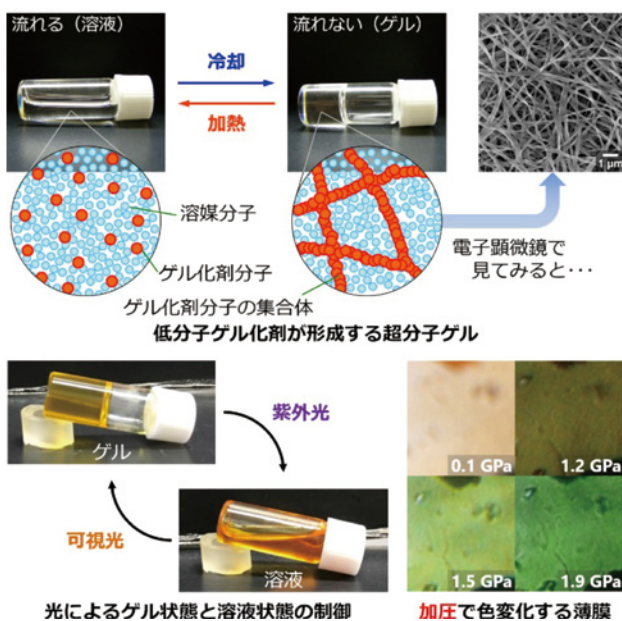 流れる（溶液）
流れない（ゲル）
冷却
加熱
1 μm
溶媒分子
ゲル化剤分子
ゲル化剤分子の集合体
電子顕微鏡で
見てみると・・・
低分子ゲル化剤が形成する超分子ゲル
ゲル
紫外光
可視光
溶液
光によるゲル状態と溶液状態の制御
0.1 GPa
1.2 GPa
1.5 GPa
1.9 GPa
加圧で色変化する薄膜